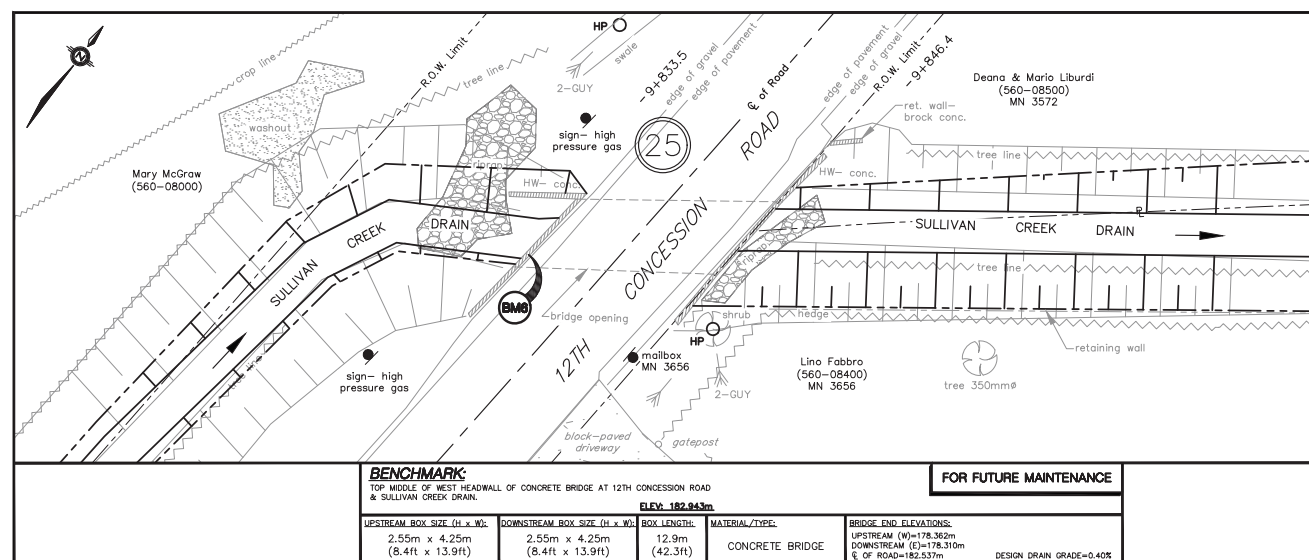 N
crop line
washout
Mary McGraw
(560-08000)
R.O.W. Limit
tree line
HP
swale
2-GUY
sign- high
pressure gas
riprap
HW- conc.
DRAIN
CREEK
SULLIVAN
tree line
BM6
sign- high
pressure gas
bridge opening
9+833.5
edge of gravel
edge of pavement
25
℄ of Road
12TH CONCESSION ROAD
edge of pavement
edge of gravel
R.O.W. Limit
9+846.4
Deana & Mario Liburdi
(560-08500)
MN 3572
ret. wall-
brock conc.
HW- conc.
tree line
SULLIVAN CREEK DRAIN
riprap
tree line
shrub
hedge
HP
mailbox
MN 3656
2-GUY
Lino Fabbro
(560-08400)
MN 3656
retaining wall
tree 350mmø
block-paved
driveway
gatepost
BENCHMARK:
TOP MIDDLE OF WEST HEADWALL OF CONCRETE BRIDGE AT 12TH CONCESSION ROAD
& SULLIVAN CREEK DRAIN.
ELEV: 182.943m
FOR FUTURE MAINTENANCE
UPSTREAM BOX SIZE (H x W):
2.55m x 4.25m
(8.4ft x 13.9ft)
DOWNSTREAM BOX SIZE (H x W):
2.55m x 4.25m
(8.4ft x 13.9ft)
BOX LENGTH:
12.9m
(42.3ft)
MATERIAL/TYPE:
CONCRETE BRIDGE
BRIDGE END ELEVATIONS:
UPSTREAM (W)=178.362m
DOWNSTREAM (E)=178.310m
℄ OF ROAD=182.537m
DESIGN DRAIN GRADE=0.40%